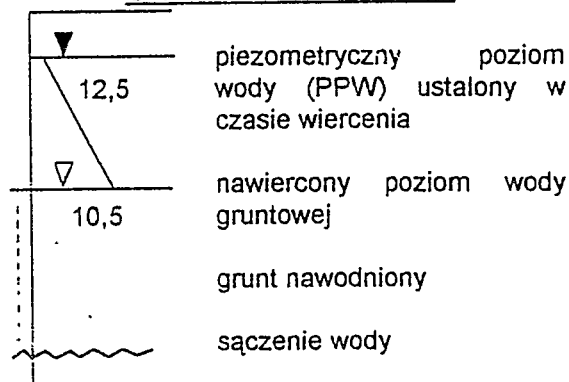 12,5
piezometryczny poziom
wody (PPW) ustalony w
czasie wiercenia
10,5
nawiercony poziom wody
gruntowej
grunt nawodniony
sączenie wody